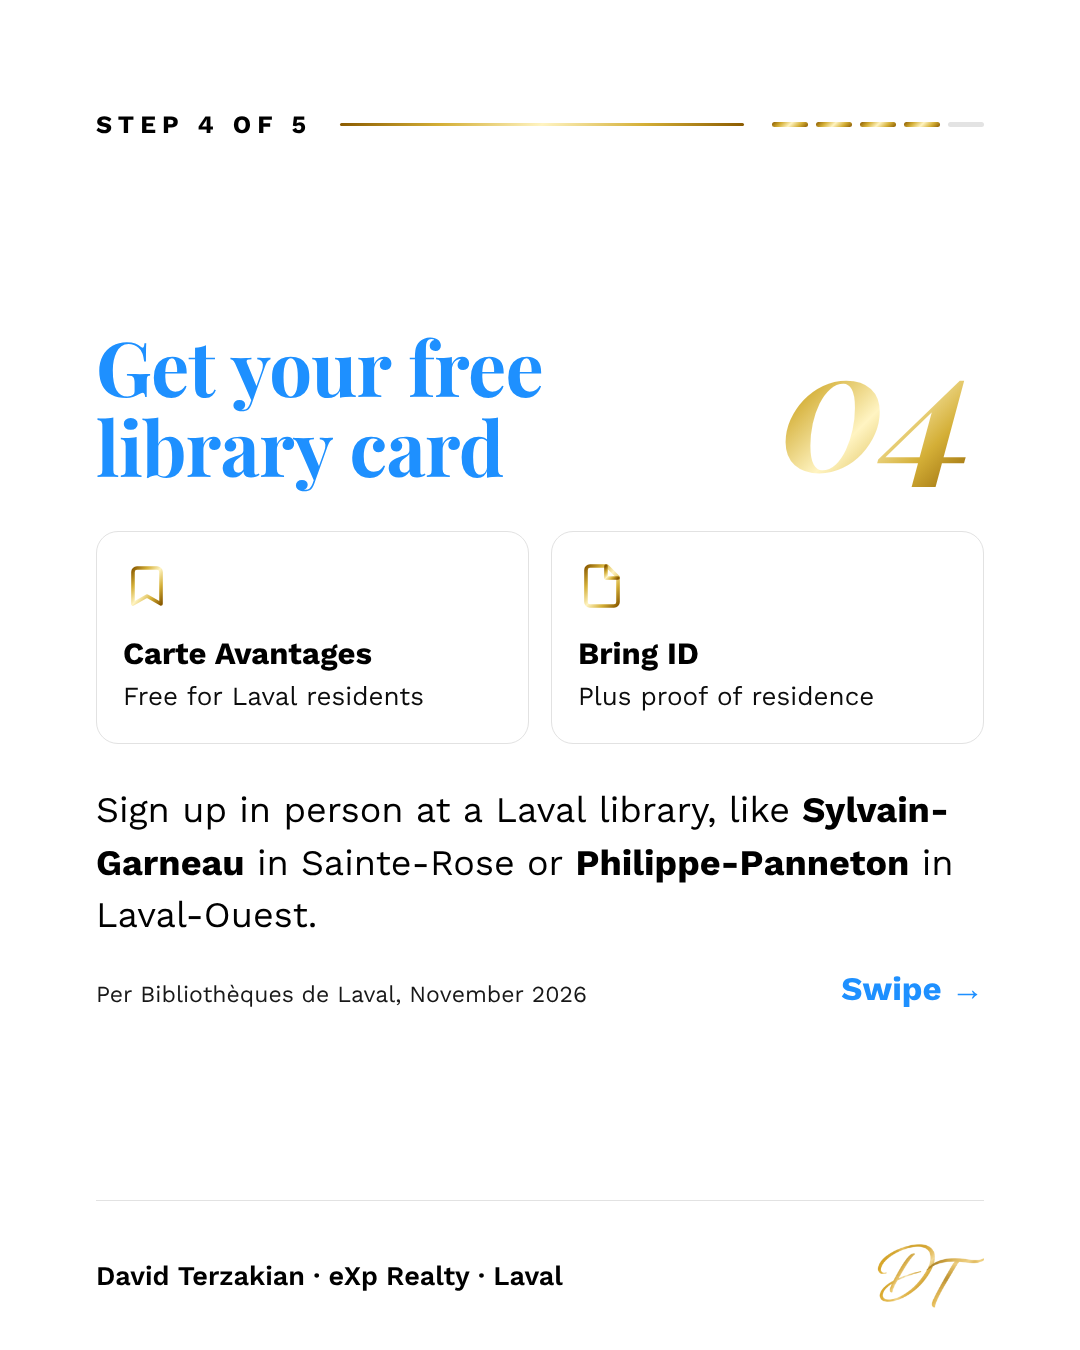 STEP 4 OF 5
Get your free
library card
04
Carte Avantages
Free for Laval residents
Bring ID
Plus proof of residence
Sign up in person at a Laval library, like Sylvain-
Garneau in Sainte-Rose or Philippe-Panneton in
Laval-Ouest.
Per Bibliothèques de Laval, November 2026
Swipe →
David Terzakian · eXp Realty · Laval
DT